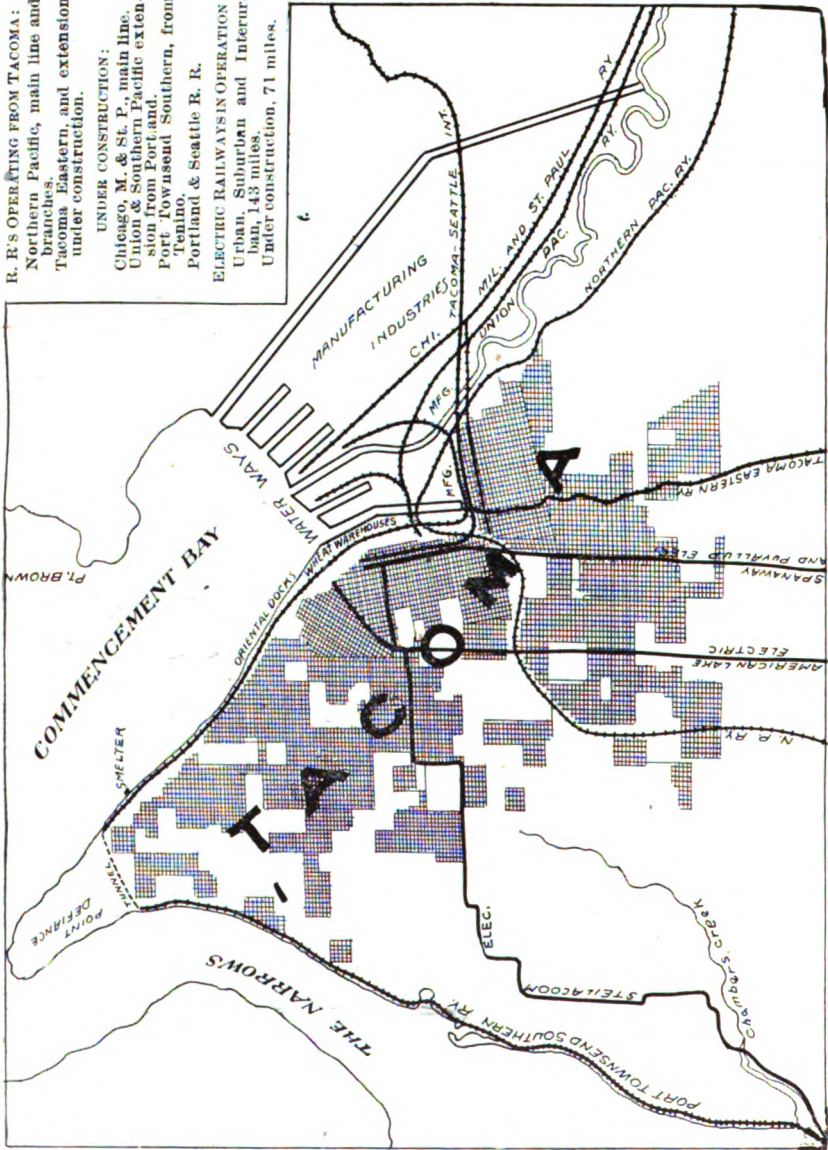 R. R'S OPERATING FROM TACOMA:
Northern Pacific, main line and
branches.
Tacoma Eastern, and extension
under construction.
UNDER CONSTRUCTION:
Chicago, M. & St. P., main line.
Union & Southern Pacific exten-
sion from Portland.
Port Townsend Southern, from
Tenino.
Portland & Seattle R. R.
ELECTRIC RAILWAYS IN OPERATION
Urban, Suburban and Interur-
ban, 143 miles.
Under construction, 71 miles.
Pt. BROWN
COMMENCEMENT BAY
WATER WAYS
MANUFACTURING
INDUSTRIES
TACOMA-SEATTLE INT.
CHI. MIL. AND ST. PAUL RY
UNION PAC. RY.
NORTHERN PAC. RY.
MFG.
MFG.
WHEAT WAREHOUSES
ORIENTAL DOCKS
SMELTER
TUNNEL
POINT
DEFIANCE
THE NARROWS
TACOMA
TACOMA EASTERN RY
SPANAWAY
AND PUYALLUP ELEC.
AMERICAN LAKE
ELECTRIC
N. P. RY.
ELEC.
STEILACOOM
Chambers. Creek
PORT TOWNSEND SOUTHERN RY.